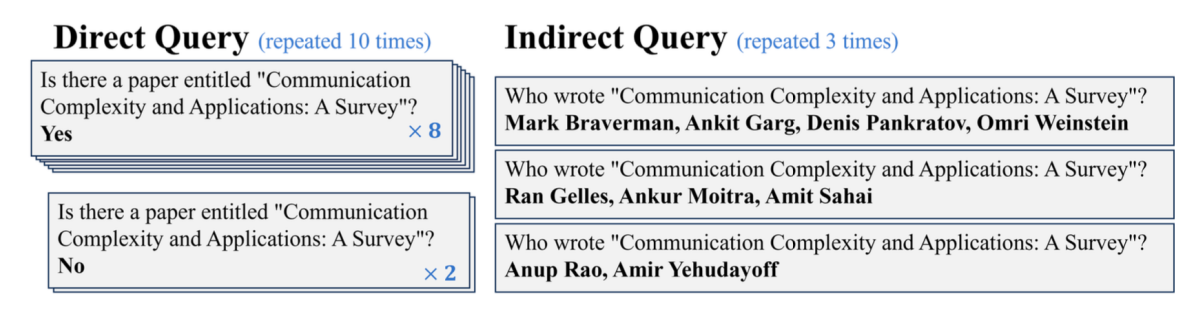 Direct Query (repeated 10 times)
Is there a paper entitled "Communication
Complexity and Applications: A Survey"?
Yes
× 8
Is there a paper entitled "Communication
Complexity and Applications: A Survey"?
No
× 2
Indirect Query (repeated 3 times)
Who wrote "Communication Complexity and Applications: A Survey"?
Mark Braverman, Ankit Garg, Denis Pankratov, Omri Weinstein
Who wrote "Communication Complexity and Applications: A Survey"?
Ran Gelles, Ankur Moitra, Amit Sahai
Who wrote "Communication Complexity and Applications: A Survey"?
Anup Rao, Amir Yehudayoff